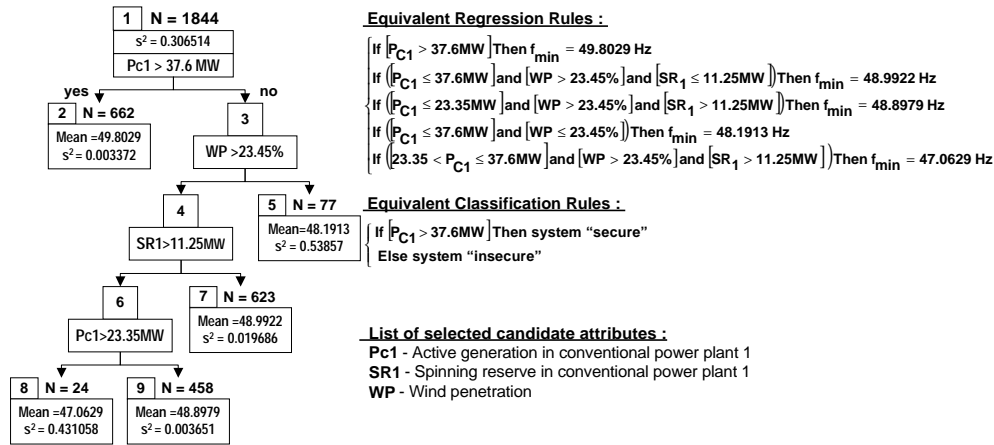 1 N = 1844
s² = 0.306514
Pc1 > 37.6 MW
yes no
2 N = 662
Mean =49.8029
s² = 0.003372
3
WP >23.45%
4
SR1>11.25MW
5 N = 77
Mean=48.1913
s² = 0.53857
6
Pc1>23.35MW
7 N = 623
Mean =48.9922
s² = 0.019686
8 N = 24
Mean =47.0629
s² = 0.431058
9 N = 458
Mean =48.8979
s² = 0.003651
Equivalent Regression Rules :
If [PC1 > 37.6MW] Then fmin = 49.8029 Hz
If ([PC1 ≤ 37.6MW] and [WP > 23.45%] and [SR1 ≤ 11.25MW]) Then fmin = 48.9922 Hz
If ([PC1 ≤ 23.35MW] and [WP > 23.45%] and [SR1 > 11.25MW]) Then fmin = 48.8979 Hz
If ([PC1 ≤ 37.6MW] and [WP ≤ 23.45%]) Then fmin = 48.1913 Hz
If ([23.35 < PC1 ≤ 37.6MW] and [WP > 23.45%] and [SR1 > 11.25MW]) Then fmin = 47.0629 Hz
Equivalent Classification Rules :
If [PC1 > 37.6MW] Then system “secure”
Else system “insecure”
List of selected candidate attributes :
Pc1 - Active generation in conventional power plant 1
SR1 - Spinning reserve in conventional power plant 1
WP - Wind penetration